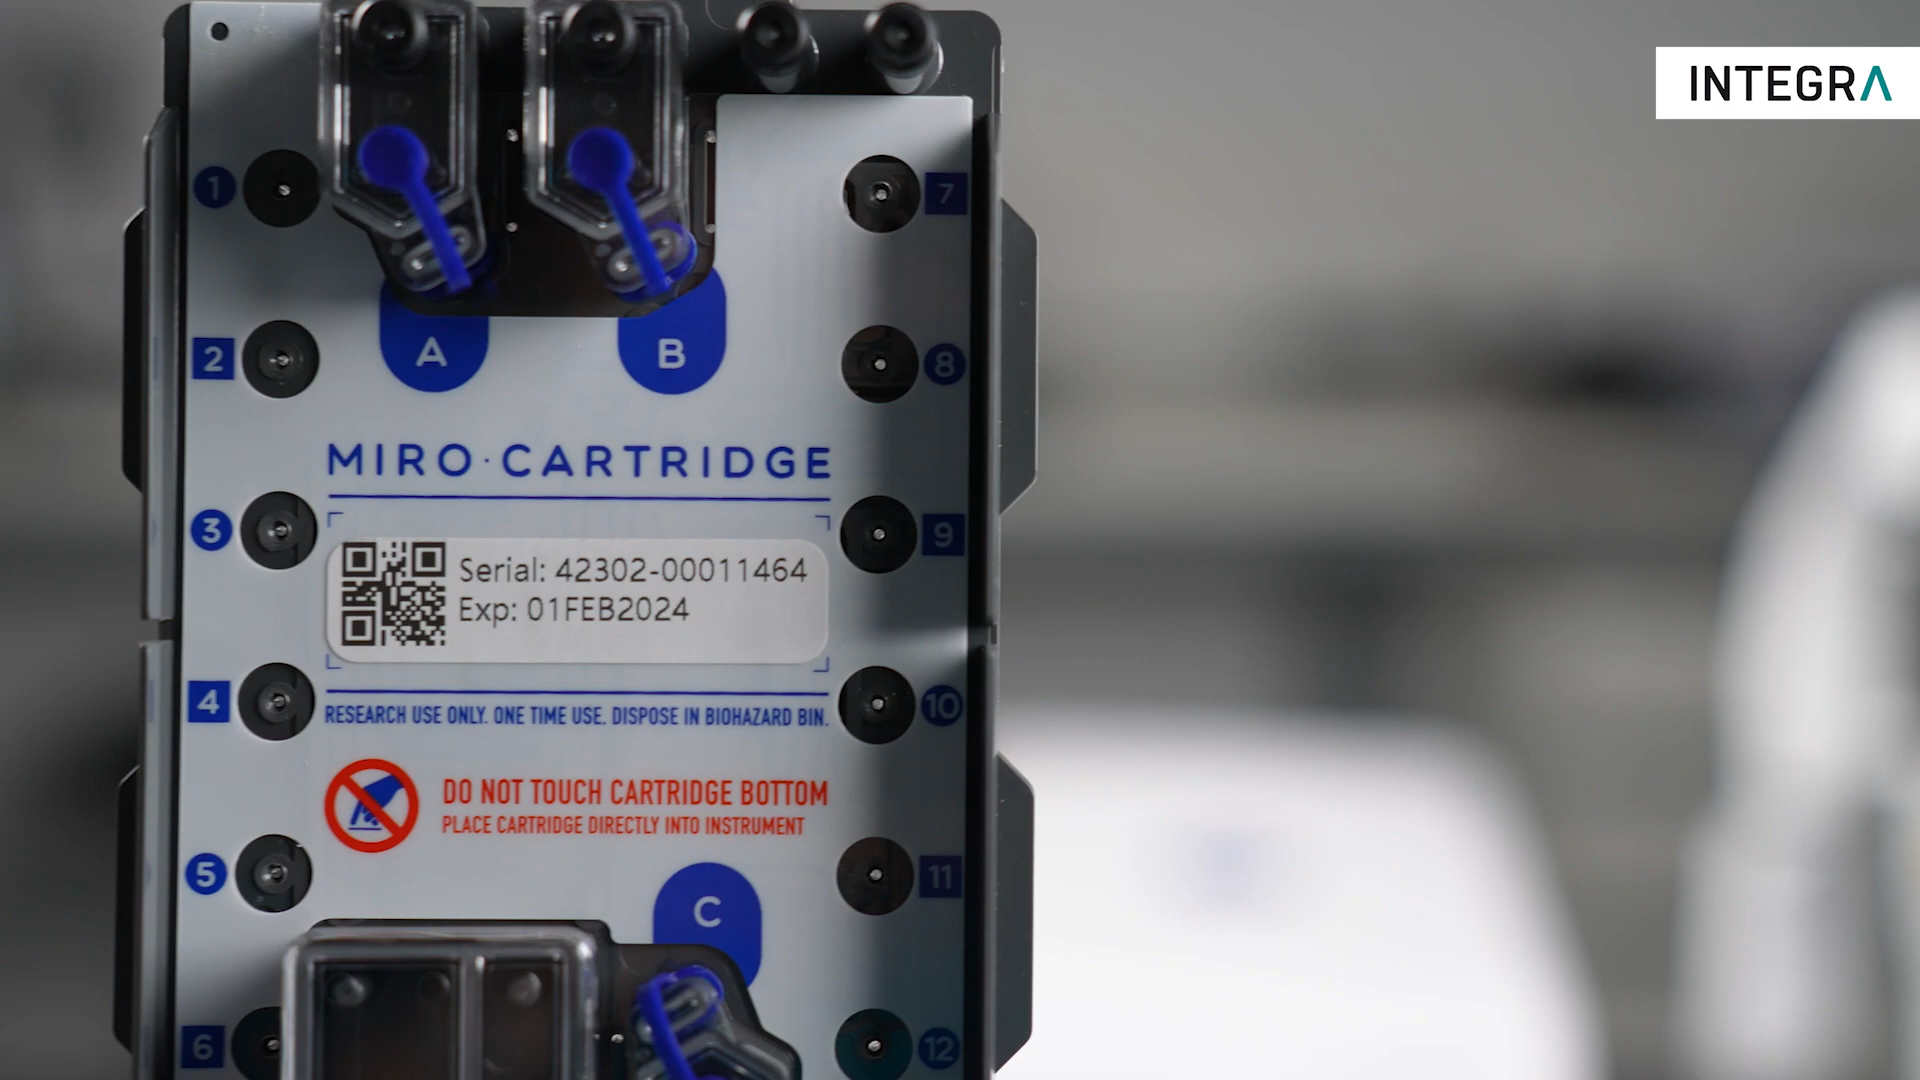 INTEGRA
1
7
A
B
2
8
MIRO·CARTRIDGE
3
9
Serial: 42302-00011464
Exp: 01FEB2024
4
10
RESEARCH USE ONLY. ONE TIME USE. DISPOSE IN BIOHAZARD BIN.
DO NOT TOUCH CARTRIDGE BOTTOM
PLACE CARTRIDGE DIRECTLY INTO INSTRUMENT
5
11
C
6
12